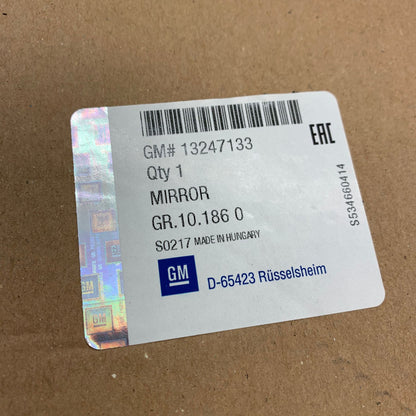 GM# 13247133
Qty 1
MIRROR
GR.10.186 0
S0217 MADE IN HUNGARY
GM
D-65423 Rüsselsheim
EAC
S534660414